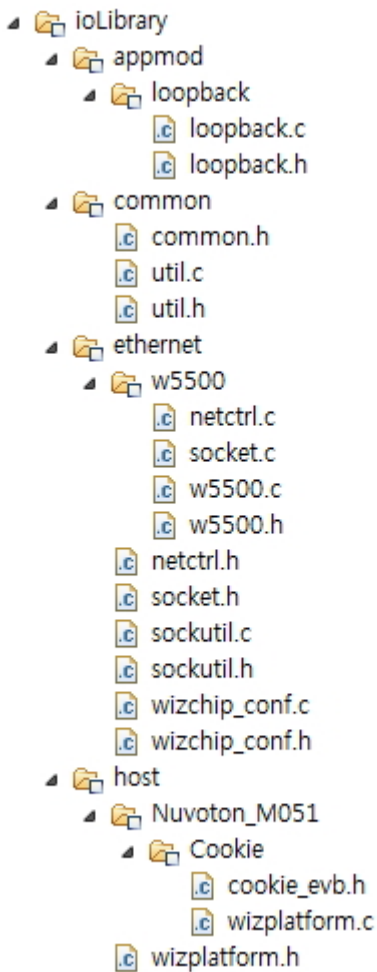 ioLibrary
appmod
loopback
loopback.c
loopback.h
common
common.h
util.c
util.h
ethernet
w5500
netctrl.c
socket.c
w5500.c
w5500.h
netctrl.h
socket.h
sockutil.c
sockutil.h
wizchip_conf.c
wizchip_conf.h
host
Nuvoton_M051
Cookie
cookie_evb.h
wizplatform.c
wizplatform.h